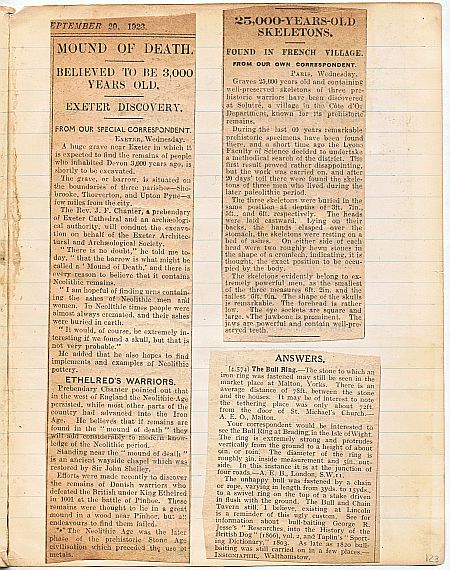 EPTEMBER 20, 1923.
MOUND OF DEATH.
BELIEVED TO BE 3,000
YEARS OLD.
EXETER DISCOVERY.
FROM OUR SPECIAL CORRESPONDENT.
EXETER, Wednesday.
A huge grave near Exeter in which it
is expected to find the remains of people
who inhabited Devon 3,000 years ago, is
shortly to be excavated.
The grave, or barrow, is situated on
the boundaries of three parishes—Sho-
brooke, Thorverton, and Upton Pyne—a
few miles from the city.
The Rev. J. F. Chanter, a prebendary
of Exeter Cathedral and an archæologi-
cal authority, will conduct the excava-
tion on behalf of the Exeter Architec-
tural and Archæological Society.
"There is no doubt," he told me to-
day, "that the barrow is what might be
called a 'Mound of Death,' and there is
every reason to believe that it contains
Neolithic remains.
"I am hopeful of finding urns contain-
ing the ashes of Neolithic men and
women. In Neolithic times people were
almost always cremated, and their ashes
were buried in earth.
"It would, of course, be extremely in-
teresting if we found a skull, but that is
not very probable."
He added that he also hopes to find
implements and examples of Neolithic
pottery.
ETHELRED'S WARRIORS.
Prebendary Chanter pointed out that
in the west of England the Neolithic Age
persisted, while most other parts of the
country had advanced into the Iron
Age. He believes that if remains are
found in the "mound of death" they
will add considerably to modern know-
ledge of the Neolithic period.
Standing near the "mound of death"
is an ancient wayside chapel which was
restored by Sir John Shelley.
Efforts were made recently to discover
the remains of Danish warriors who
defeated the British under King Ethelred
in 1001 at the battle of Pinhoe. These
remains were thought to lie in a great
mound in a wood near Pinhoe, but all
endeavours to find them failed.
*** The Neolithic Age was the later
phase of the prehistoric Stone Age
civilisation which preceded the use of
metals.
25,000-YEARS-OLD
SKELETONS.
FOUND IN FRENCH VILLAGE.
FROM OUR OWN CORRESPONDENT.
PARIS, Wednesday.
Graves 25,000 years old and containing
well-preserved skeletons of three pre-
historic warriors have been discovered
at Solutré, a village in the Côte d'Or
Department, known for its prehistoric
remains.
During the last 60 years remarkable
prehistoric specimens have been found
there, and a short time ago the Lyons
Faculty of Science decided to undertake
a methodical search of the district. The
first result proved rather disappointing,
but the work was carried on, and after
20 days' toil there were found the skele-
tons of three men who lived during the
later paleolithic period.
The three skeletons were buried in the
same position at depths of 3ft. 7in.,
5ft., and 6ft. respectively. The heads
were laid eastward. Lying on their
backs, the hands clasped over the
stomach, the skeletons were resting on a
bed of ashes. On either side of each
head were two roughly hewn stones in
the shape of a cromlech, indicating, it is
thought, the exact position to be occu-
pied by the body.
The skeletons evidently belong to ex-
tremely powerful men, as the smallest
of the three measures 6ft. 2in. and the
tallest 6ft. 9in. The shape of the skulls
is remarkable. The forehead is rather
low. The eye sockets are square and
large. The jawbone is prominent. The
jaws are powerful and contain well-pre-
served teeth.
ANSWERS.
(4,574) The Bull Ring.—The stone to which an
iron ring was fastened may still be seen in the
market place at Malton, Yorks. There is an
average distance of 78ft. between the stone
and the houses. It may be of interest to note
the tethering place was only about 72ft.
from the door of St. Michael's Church.—
A. E. O., Malton.
Your correspondent would be interested to
see the Bull Ring at Brading, in the Isle of Wight.
The ring is extremely strong and protrudes
vertically from the ground to a height of about
9in. or 10in. The diameter of the ring is
roughly 3in. inside measurement and 5in. out-
side. In this instance it is at the junction of
four roads.—A. E. B., London, S.W.1.
The unhappy bull was fastened by a chain
or rope, varying in length from 3yds. to 15yds.,
to a swivel ring on the top of a stake driven
in flush with the ground. The Bull and Chain
Tavern still, I believe, existing at Lincoln
is a reminder of this ugly custom. See for
information about bull-baiting George R.
Jesse's "Researches into the History of the
British Dog" (1866), vol. 2, and Taplin's "Sport-
ing Dictionary," 1803. As late as 1820 bull
baiting was still carried on in a few places.—
INSIGNIAPHIL, Walthamstow.
123